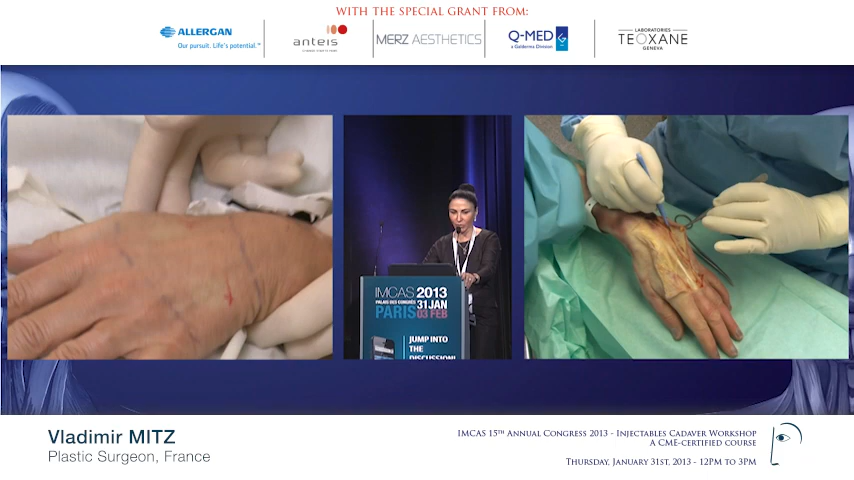 WITH THE SPECIAL GRANT FROM:
ALLERGAN
Our pursuit. Life's potential.™
anteis
MERZ AESTHETICS
Q-MED
a Galderma Division
LABORATORIES
TEOXANE
GENEVA
IMCAS 2013
PALAIS DES CONGRÈS 31 JAN
PARIS 03 FEB
JUMP INTO
THE
DISCUSSION!
Vladimir MITZ
Plastic Surgeon, France
IMCAS 15TH ANNUAL CONGRESS 2013 - INJECTABLES CADAVER WORKSHOP
A CME-CERTIFIED COURSE
THURSDAY, JANUARY 31ST, 2013 - 12PM TO 3PM